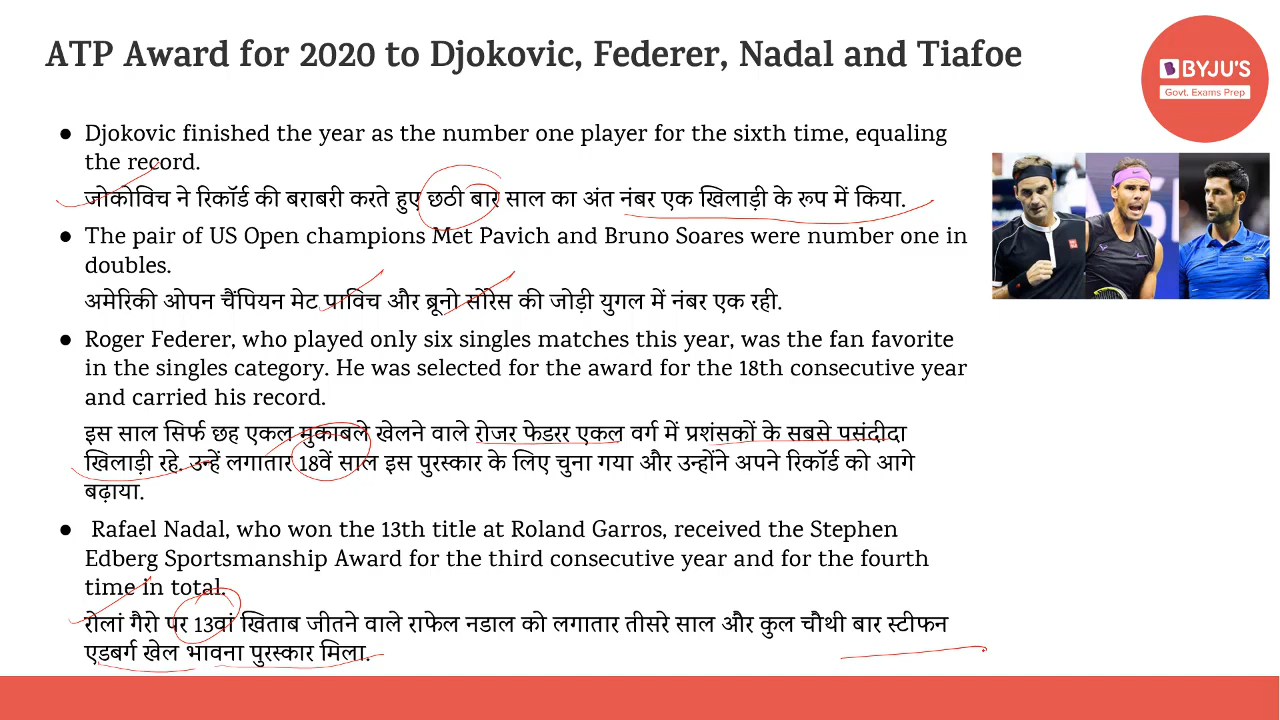 ATP Award for 2020 to Djokovic, Federer, Nadal and Tiafoe
BYJU'S
Govt. Exams Prep
● Djokovic finished the year as the number one player for the sixth time, equaling
the record.
जोकोविच ने रिकॉर्ड की बराबरी करते हुए छठी बार साल का अंत नंबर एक खिलाड़ी के रूप में किया.
● The pair of US Open champions Met Pavich and Bruno Soares were number one in
doubles.
अमेरिकी ओपन चैंपियन मेट पाविच और ब्रूनो सोरेस की जोड़ी युगल में नंबर एक रही.
● Roger Federer, who played only six singles matches this year, was the fan favorite
in the singles category. He was selected for the award for the 18th consecutive year
and carried his record.
इस साल सिर्फ छह एकल मुकाबले खेलने वाले रोजर फेडरर एकल वर्ग में प्रशंसकों के सबसे पसंदीदा
खिलाड़ी रहे. उन्हें लगातार 18वें साल इस पुरस्कार के लिए चुना गया और उन्होंने अपने रिकॉर्ड को आगे
बढ़ाया.
● Rafael Nadal, who won the 13th title at Roland Garros, received the Stephen
Edberg Sportsmanship Award for the third consecutive year and for the fourth
time in total.
रोलां गैरो पर 13वां खिताब जीतने वाले राफेल नडाल को लगातार तीसरे साल और कुल चौथी बार स्टीफन
एडबर्ग खेल भावना पुरस्कार मिला.